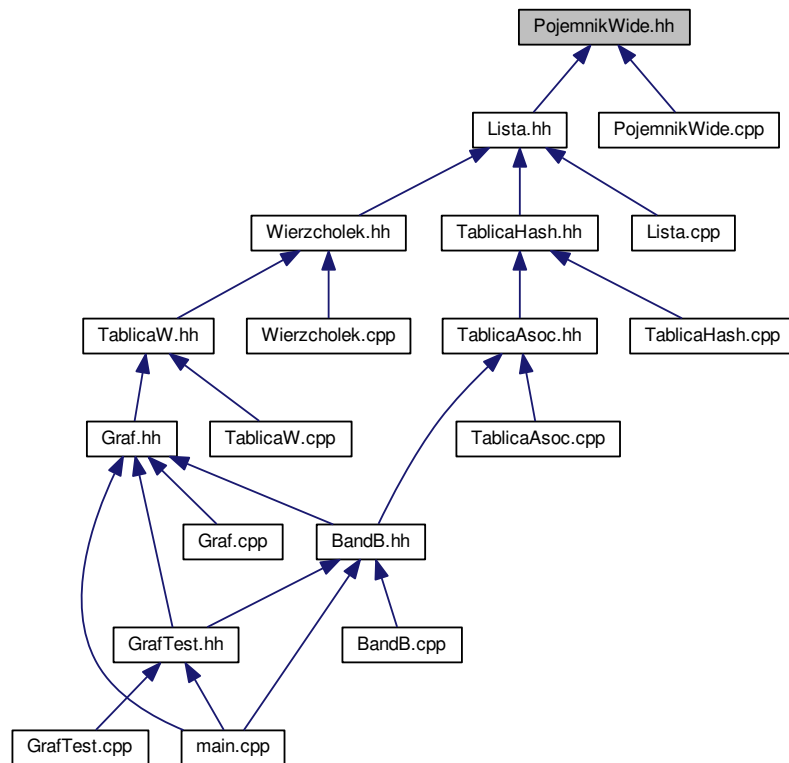 PojemnikWide.hh
Lista.hh
PojemnikWide.cpp
Wierzcholek.hh
TablicaHash.hh
Lista.cpp
TablicaW.hh
Wierzcholek.cpp
TablicaAsoc.hh
TablicaHash.cpp
Graf.hh
TablicaW.cpp
TablicaAsoc.cpp
Graf.cpp
BandB.hh
GrafTest.hh
BandB.cpp
GrafTest.cpp
main.cpp